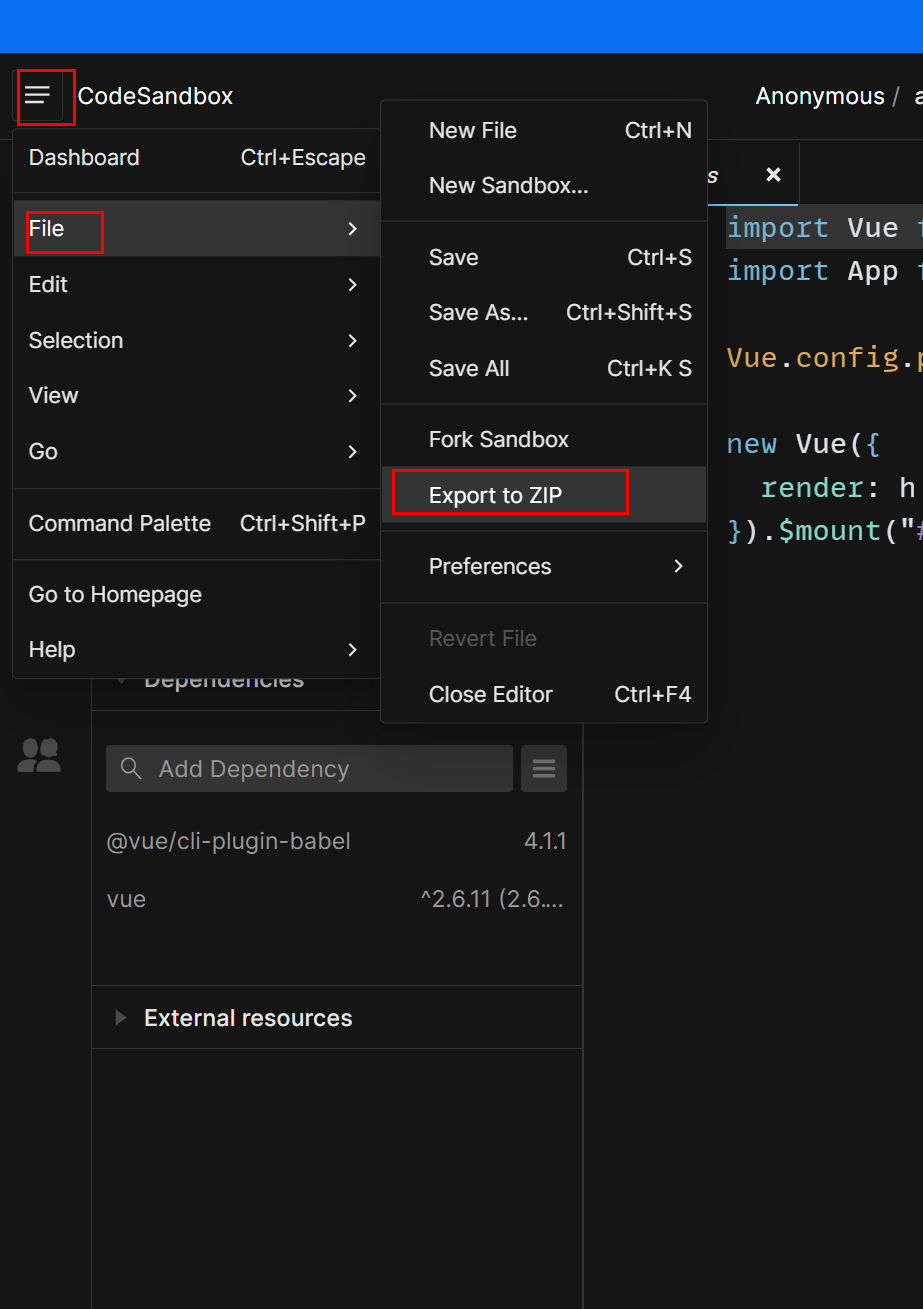 CodeSandbox
Anonymous /
Dashboard Ctrl+Escape
File
Edit
Selection
View
Go
Command Palette Ctrl+Shift+P
Go to Homepage
Help
New File Ctrl+N
New Sandbox...
Save Ctrl+S
Save As... Ctrl+Shift+S
Save All Ctrl+K S
Fork Sandbox
Export to ZIP
Preferences
Revert File
Close Editor Ctrl+F4
import Vue
import App
Vue.config.
new Vue({
render: h
}).$mount("#
Dependencies
Add Dependency
@vue/cli-plugin-babel 4.1.1
vue ^2.6.11 (2.6....
External resources